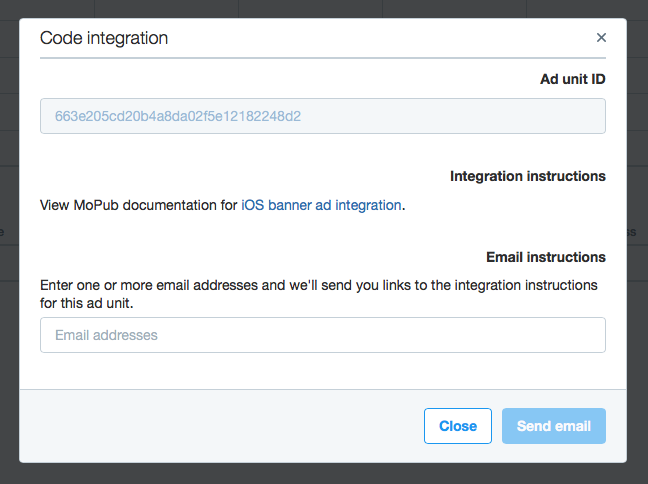 Code integration
×
Ad unit ID
663e205cd20b4a8da02f5e12182248d2
Integration instructions
View MoPub documentation for iOS banner ad integration.
Email instructions
Enter one or more email addresses and we'll send you links to the integration instructions
for this ad unit.
Email addresses
Close
Send email